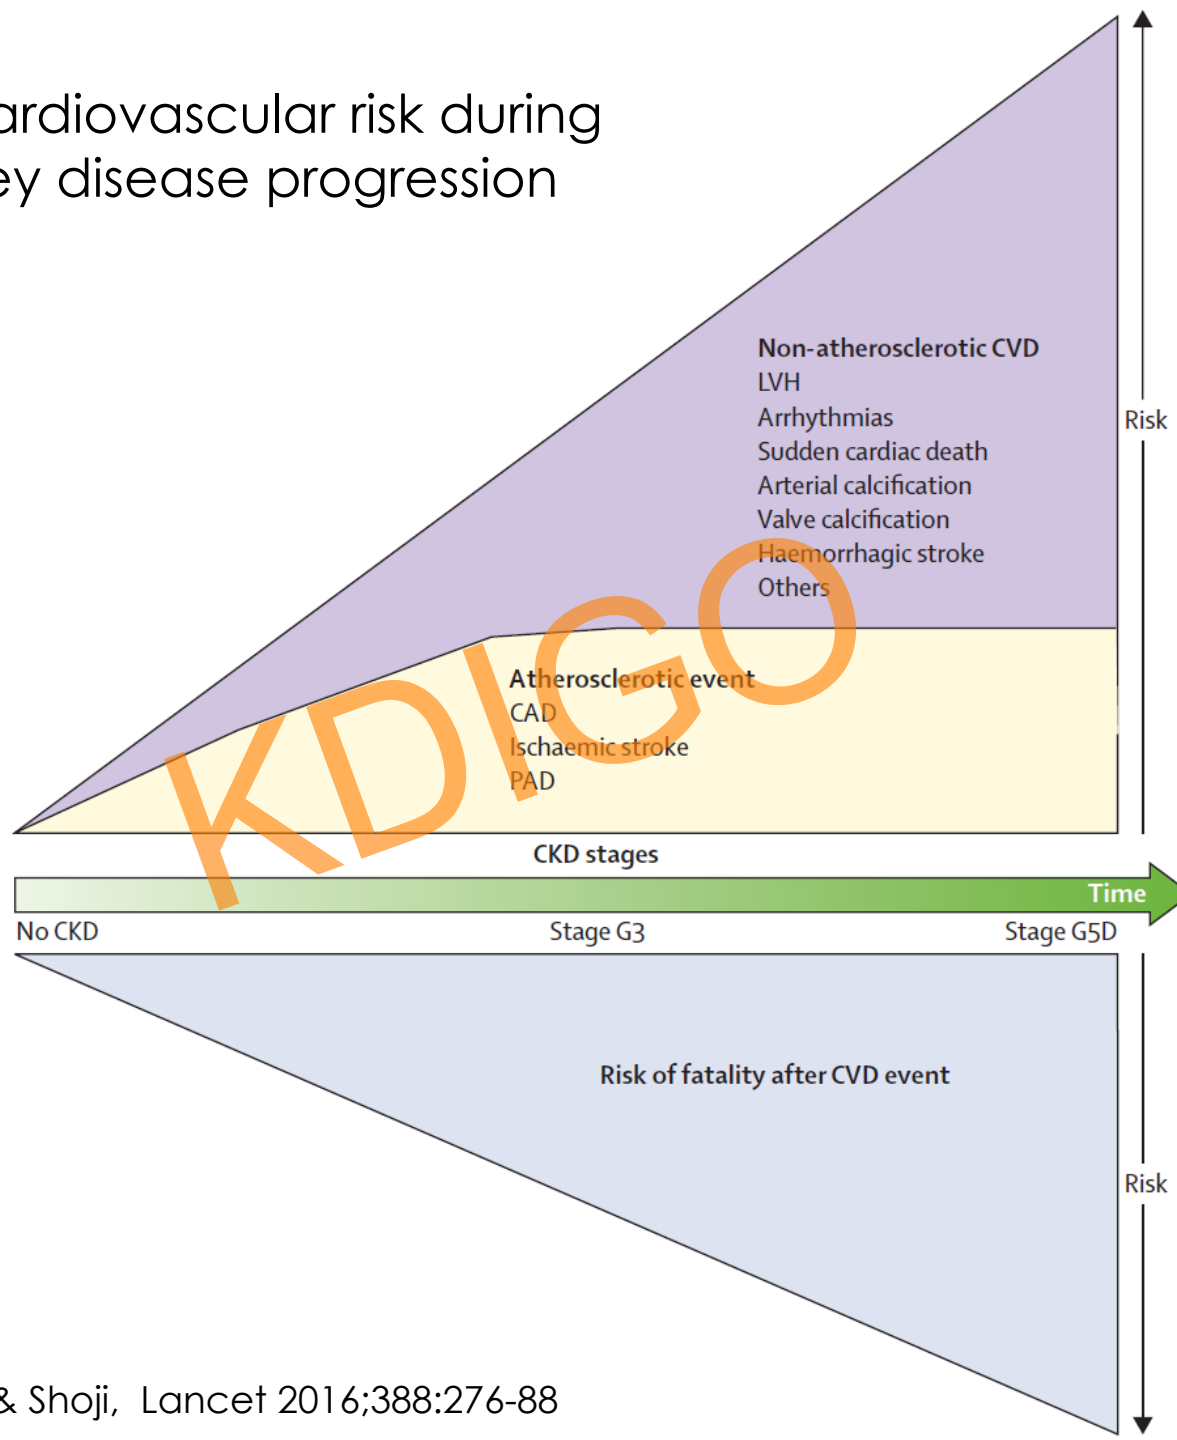 ardiovascular risk during
ey disease progression
Non-atherosclerotic CVD
LVH
Arrhythmias
Sudden cardiac death
Arterial calcification
Valve calcification
Haemorrhagic stroke
Others
Risk
Atherosclerotic event
CAD
Ischaemic stroke
PAD
KDIGO
CKD stages
Time
No CKD Stage G3 Stage G5D
Risk of fatality after CVD event
Risk
& Shoji, Lancet 2016;388:276-88